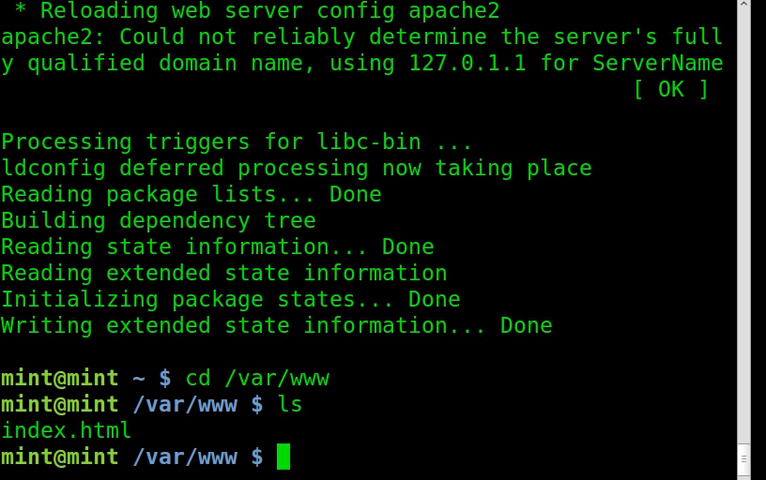 * Reloading web server config apache2
apache2: Could not reliably determine the server's full
y qualified domain name, using 127.0.1.1 for ServerName
[ OK ]
Processing triggers for libc-bin ...
ldconfig deferred processing now taking place
Reading package lists... Done
Building dependency tree
Reading state information... Done
Reading extended state information
Initializing package states... Done
Writing extended state information... Done
mint@mint ~ $ cd /var/www
mint@mint /var/www $ ls
index.html
mint@mint /var/www $